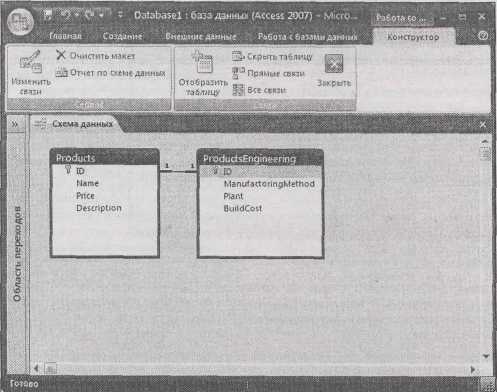 Database1 : база данных (Access 2007) - Micro...
Работа со ...
Главная Создание Внешние данные Работа с базами данных Конструктор
Изменить связи
Очистить макет
Отчет по схеме данных
Сервис
Отобразить таблицу
Скрыть таблицу
Прямые связи
Все связи
Закрыть
Связи
»
Схема данных
Область переходов
Products
ID
Name
Price
Description
1 1
ProductsEngineering
ID
ManufactoringMethod
Plant
BuildCost
Готово